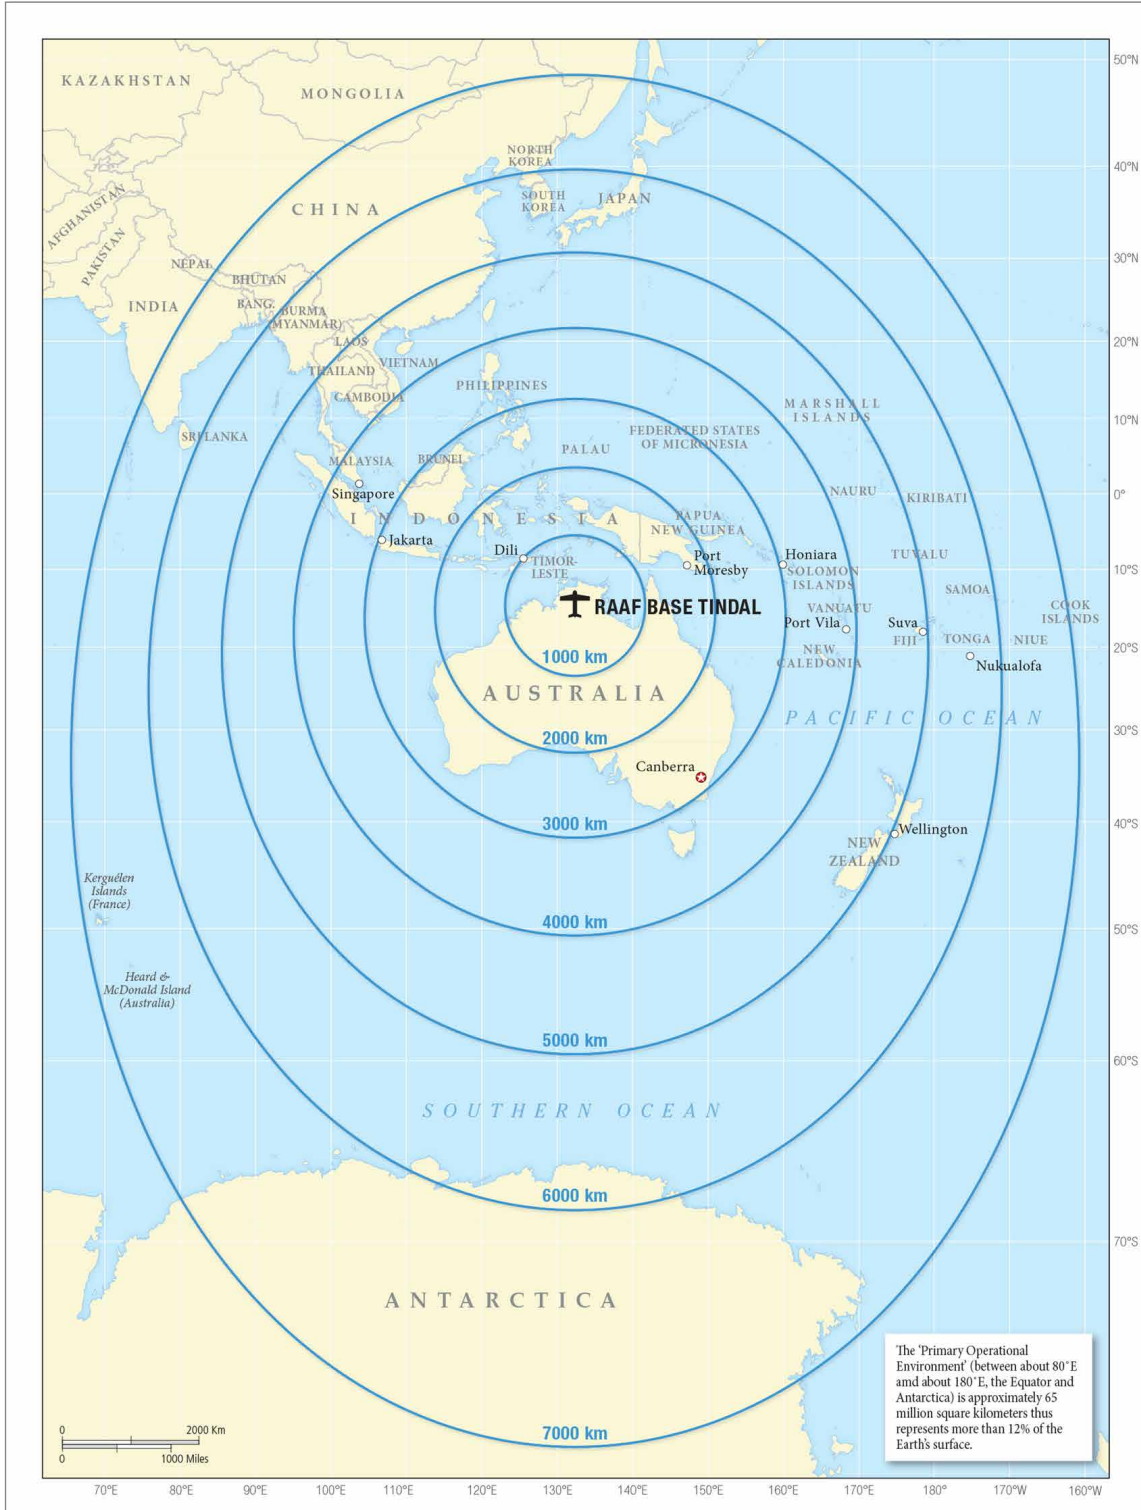 KAZAKHSTAN
MONGOLIA
50°N
NORTH
KOREA
40°N
SOUTH
KOREA
JAPAN
CHINA
AFGHANISTAN
PAKISTAN
30°N
NEPAL
BHUTAN
INDIA
BANG.
BURMA
(MYANMAR)
20°N
LAOS
VIETNAM
THAILAND
PHILIPPINES
CAMBODIA
MARSHALL
ISLANDS
10°N
SRI LANKA
FEDERATED STATES
OF MICRONESIA
PALAU
MALAYSIA
BRUNEI
Singapore
NAURU
KIRIBATI
0°
INDONESIA
PAPUA
NEW GUINEA
Jakarta
Dili
TIMOR-
LESTE
Port
Moresby
Honiara
SOLOMON
ISLANDS
TUVALU
10°S
SAMOA
COOK
ISLANDS
RAAF BASE TINDAL
VANUATU
Port Vila
Suva
FIJI
TONGA
NIUE
20°S
NEW
CALEDONIA
Nukualofa
1000 km
AUSTRALIA
PACIFIC OCEAN
30°S
2000 km
Canberra
3000 km
40°S
Wellington
NEW
ZEALAND
Kerguélen
Islands
(France)
4000 km
50°S
Heard &
McDonald Island
(Australia)
5000 km
60°S
SOUTHERN OCEAN
6000 km
70°S
ANTARCTICA
The 'Primary Operational
Environment' (between about 80°E
amd about 180°E, the Equator and
Antarctica) is approximately 65
million square kilometers thus
represents more than 12% of the
Earth's surface.
7000 km
0 2000 Km
0 1000 Miles
70°E 80°E 90°E 100°E 110°E 120°E 130°E 140°E 150°E 160°E 170°E 180° 170°W 160°W